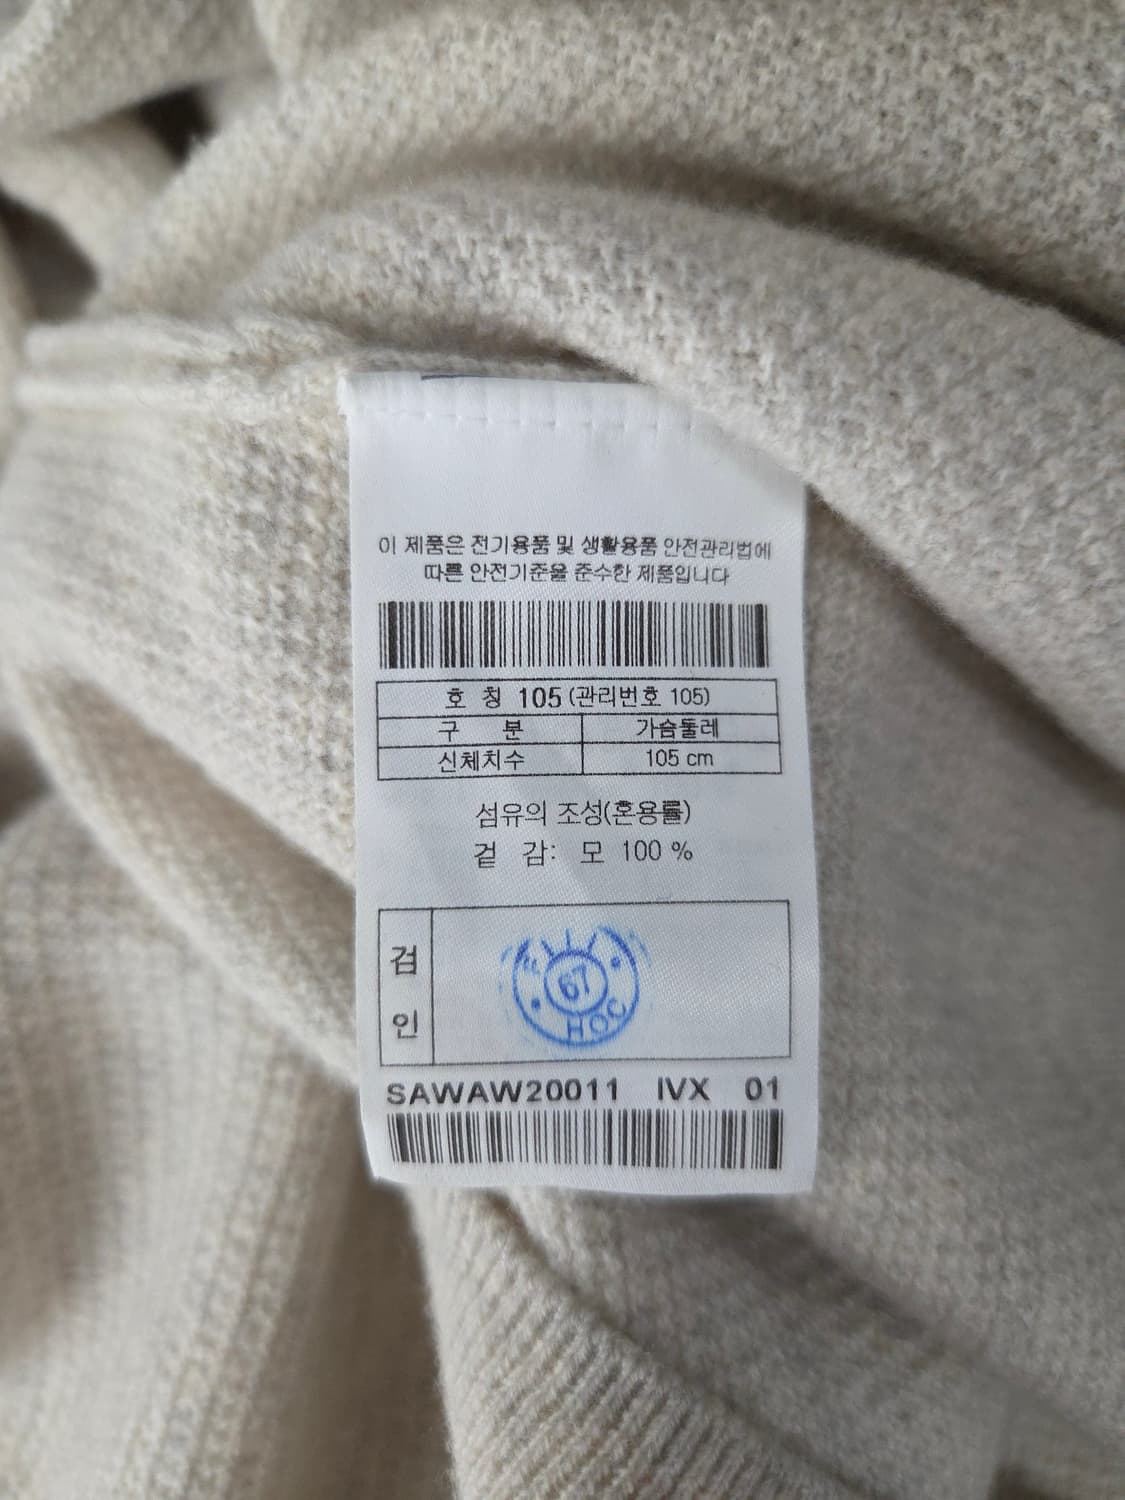 이 제품은 전기용품 및 생활용품 안전관리법에
따른 안전기준을 준수한 제품입니다
호 칭 105 (관리번호 105)
구 분 가슴둘레
신체치수 105 cm
섬유의 조성(혼용률)
겉 감: 모 100 %
검
인
67
HOC
SAWAW20011 IVX 01